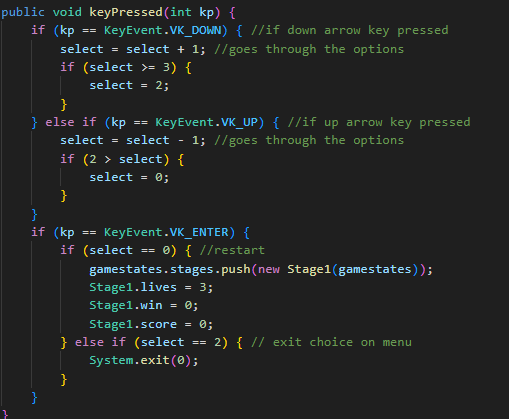 public void keyPressed(int kp) {
    if (kp == KeyEvent.VK_DOWN) { //if down arrow key pressed
        select = select + 1; //goes through the options
        if (select >= 3) {
            select = 2;
        }
    } else if (kp == KeyEvent.VK_UP) { //if up arrow key pressed
        select = select - 1; //goes through the options
        if (2 > select) {
            select = 0;
        }
    }
    if (kp == KeyEvent.VK_ENTER) {
        if (select == 0) { //restart
            gamestates.stages.push(new Stage1(gamestates));
            Stage1.lives = 3;
            Stage1.win = 0;
            Stage1.score = 0;
        } else if (select == 2) { // exit choice on menu
            System.exit(0);
        }
    }
}